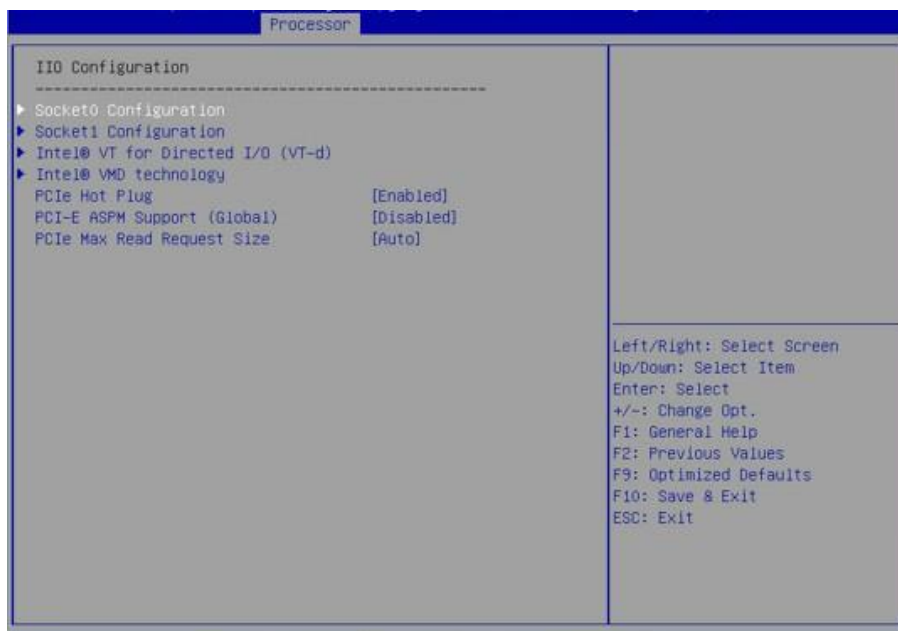 Processor
IIO Configuration
--------------------------------------------------
Socket0 Configuration
Socket1 Configuration
Intel® VT for Directed I/O (VT-d)
Intel® VMD technology
PCIe Hot Plug [Enabled]
PCI-E ASPM Support (Global) [Disabled]
PCIe Max Read Request Size [Auto]
Left/Right: Select Screen
Up/Down: Select Item
Enter: Select
+/-: Change Opt.
F1: General Help
F2: Previous Values
F9: Optimized Defaults
F10: Save & Exit
ESC: Exit